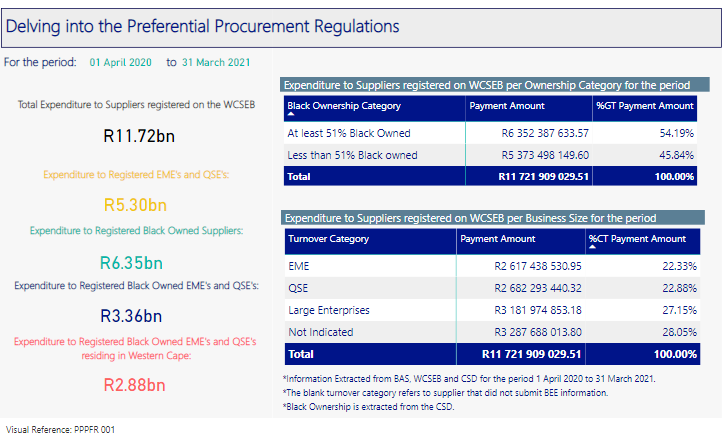 Delving into the Preferential Procurement Regulations
For the period: 01 April 2020 to 31 March 2021
Total Expenditure to Suppliers registered on the WCSEB
R11.72bn
Expenditure to Registered EME's and QSE's:
R5.30bn
Expenditure to Registered Black Owned Suppliers:
R6.35bn
Expenditure to Registered Black Owned EME's and QSE's:
R3.36bn
Expenditure to Registered Black Owned EME's and QSE's
residing in Western Cape:
R2.88bn
Expenditure to Suppliers registered on WCSEB per Ownership Category for the period
Black Ownership Category Payment Amount %GT Payment Amount
At least 51% Black Owned R6 352 387 633.57 54.19%
Less than 51% Black owned R5 373 498 149.60 45.84%
Total R11 721 909 029.51 100.00%
Expenditure to Suppliers registered on WCSEB per Business Size for the period
Turnover Category Payment Amount %CT Payment Amount
EME R2 617 438 530.95 22.33%
QSE R2 682 293 440.32 22.88%
Large Enterprises R3 181 974 853.18 27.15%
Not Indicated R3 287 688 013.80 28.05%
Total R11 721 909 029.51 100.00%
*Information Extracted from BAS, WCSEB and CSD for the period 1 April 2020 to 31 March 2021.
*The blank turnover category refers to supplier that did not submit BEE information.
*Black Ownership is extracted from the CSD.
Visual Reference: PPPFR 001